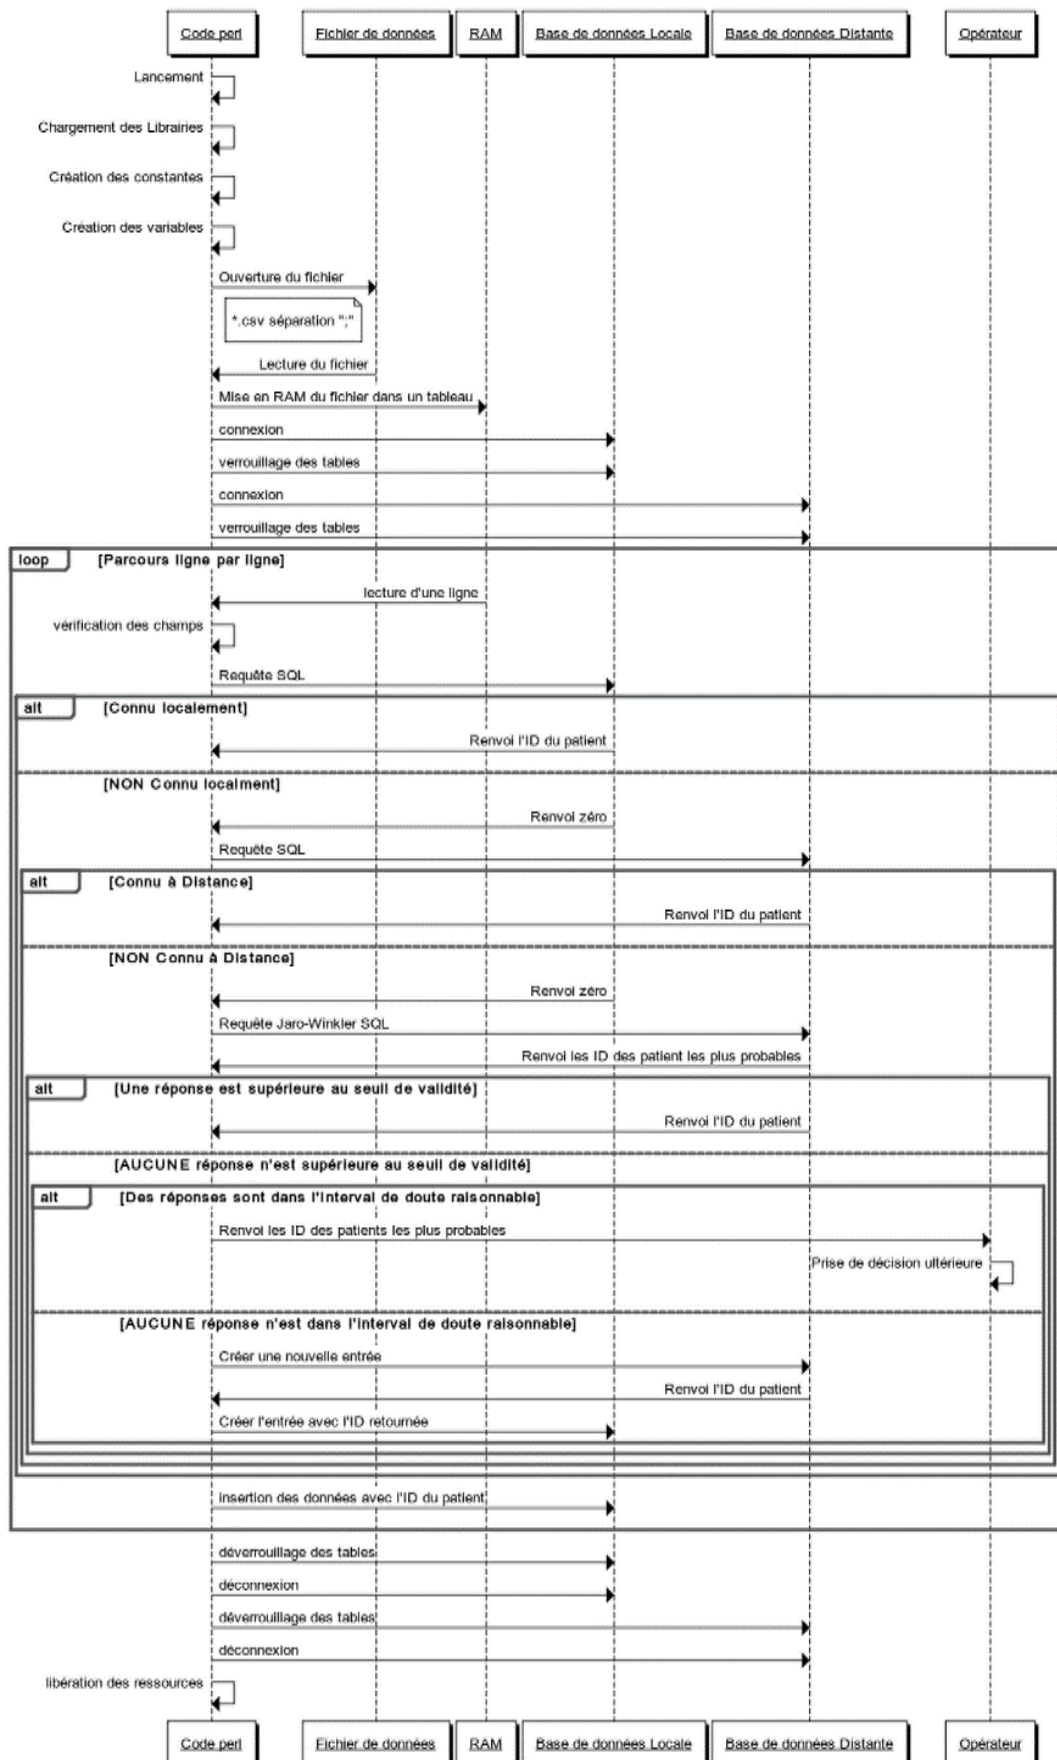 Code perl
Fichier de données
RAM
Base de données Locale
Base de données Distante
Opérateur
Lancement
Chargement des Librairies
Création des constantes
Création des variables
Ouverture du fichier
*.csv séparation ";"
Lecture du fichier
Mise en RAM du fichier dans un tableau
connexion
verrouillage des tables
connexion
verrouillage des tables
loop [Parcours ligne par ligne]
lecture d'une ligne
vérification des champs
Requête SQL
alt [Connu localement]
Renvoi l'ID du patient
[NON Connu localment]
Renvoi zéro
Requête SQL
alt [Connu à Distance]
Renvoi l'ID du patient
[NON Connu à Distance]
Renvoi zéro
Requête Jaro-Winkler SQL
Renvoi les ID des patient les plus probables
alt [Une réponse est supérieure au seuil de validité]
Renvoi l'ID du patient
[AUCUNE réponse n'est supérieure au seuil de validité]
alt [Des réponses sont dans l'interval de doute raisonnable]
Renvoi les ID des patients les plus probables
Prise de décision ultérieure
[AUCUNE réponse n'est dans l'interval de doute raisonnable]
Créer une nouvelle entrée
Renvoi l'ID du patient
Créer l'entrée avec l'ID retournée
insertion des données avec l'ID du patient
déverrouillage des tables
déconnexion
déverrouillage des tables
déconnexion
libération des ressources
Code perl
Fichier de données
RAM
Base de données Locale
Base de données Distante
Opérateur